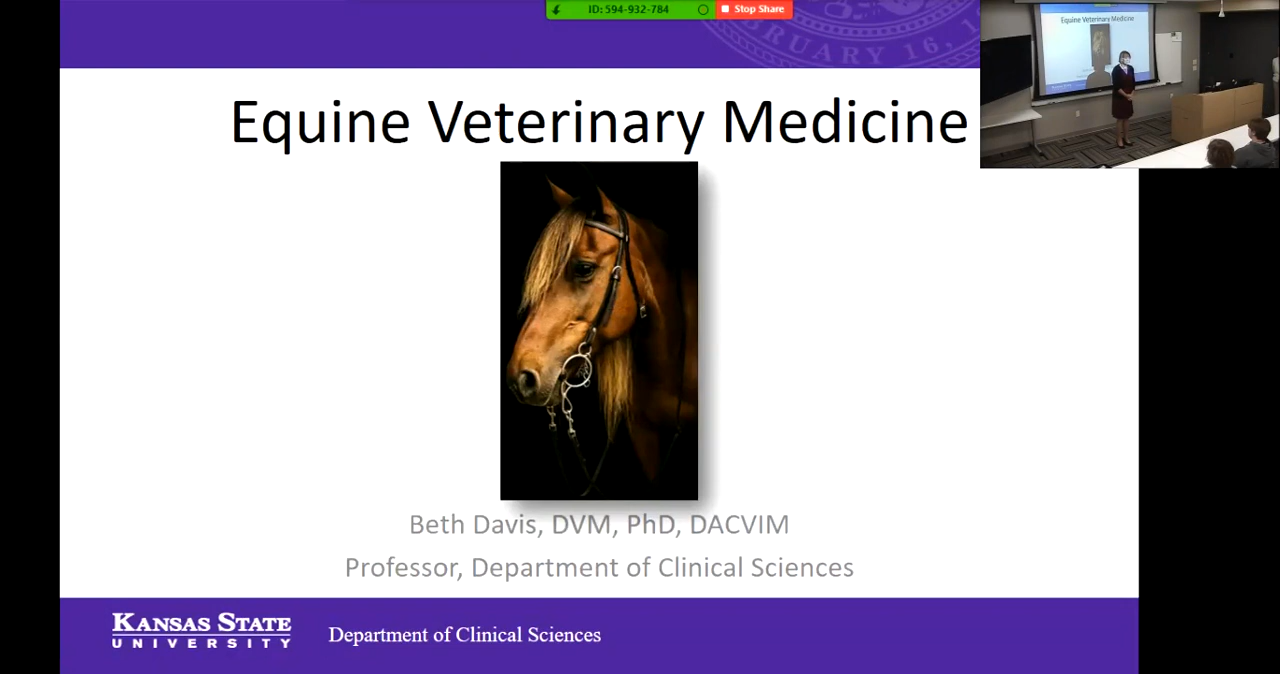 ID: 594-932-784
Stop Share
Equine Veterinary Medicine
Equine Veterinary Medicine
Beth Davis, DVM, PhD, DACVIM
Professor, Department of Clinical Sciences
KANSAS STATE
UNIVERSITY
Department of Clinical Sciences